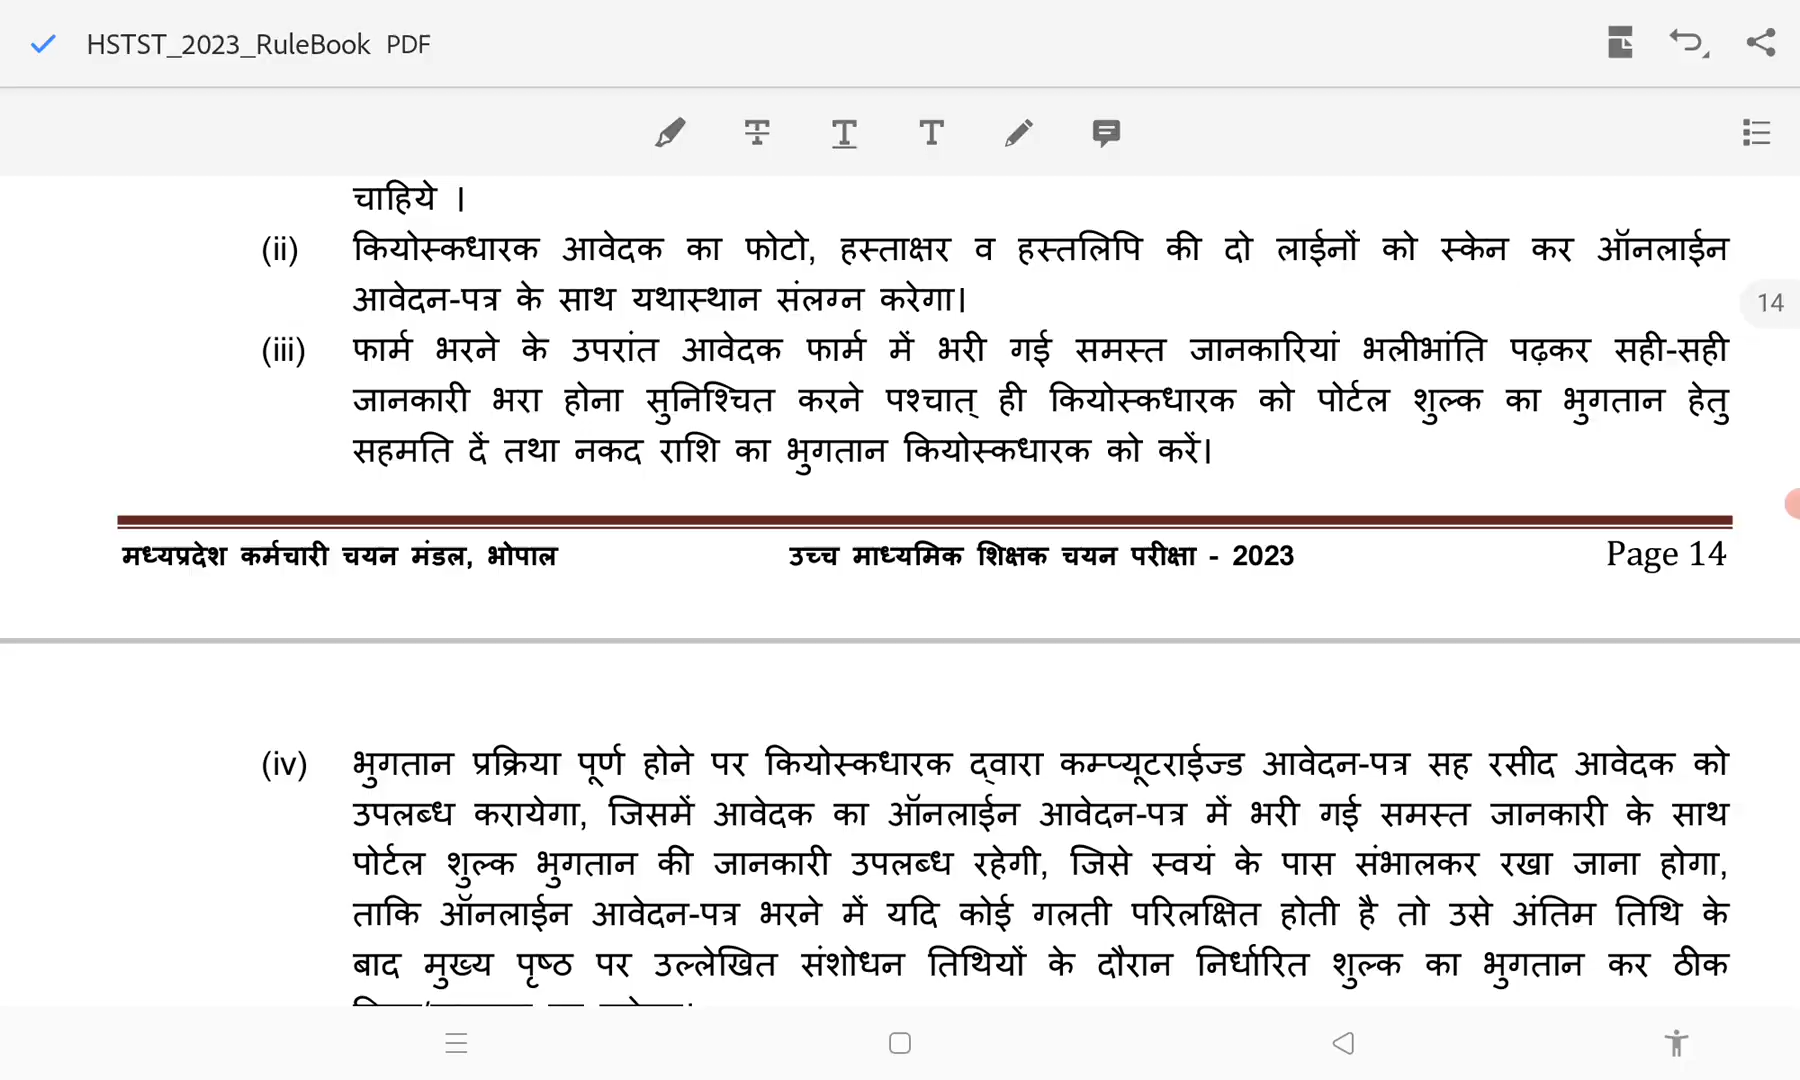 HSTST_2023_RuleBook PDF
चाहिये ।
(ii) कियोस्कधारक आवेदक का फोटो, हस्ताक्षर व हस्तलिपि की दो लाईनों को स्केन कर ऑनलाईन
आवेदन-पत्र के साथ यथास्थान संलग्न करेगा।
14
(iii) फार्म भरने के उपरांत आवेदक फार्म में भरी गई समस्त जानकारियां भलीभांति पढ़कर सही-सही
जानकारी भरा होना सुनिश्चित करने पश्चात् ही कियोस्कधारक को पोर्टल शुल्क का भुगतान हेतु
सहमति दें तथा नकद राशि का भुगतान कियोस्कधारक को करें।
मध्यप्रदेश कर्मचारी चयन मंडल, भोपाल उच्च माध्यमिक शिक्षक चयन परीक्षा - 2023 Page 14
(iv) भुगतान प्रक्रिया पूर्ण होने पर कियोस्कधारक द्वारा कम्प्यूटराईज्ड आवेदन-पत्र सह रसीद आवेदक को
उपलब्ध करायेगा, जिसमें आवेदक का ऑनलाईन आवेदन-पत्र में भरी गई समस्त जानकारी के साथ
पोर्टल शुल्क भुगतान की जानकारी उपलब्ध रहेगी, जिसे स्वयं के पास संभालकर रखा जाना होगा,
ताकि ऑनलाईन आवेदन-पत्र भरने में यदि कोई गलती परिलक्षित होती है तो उसे अंतिम तिथि के
बाद मुख्य पृष्ठ पर उल्लेखित संशोधन तिथियों के दौरान निर्धारित शुल्क का भुगतान कर ठीक